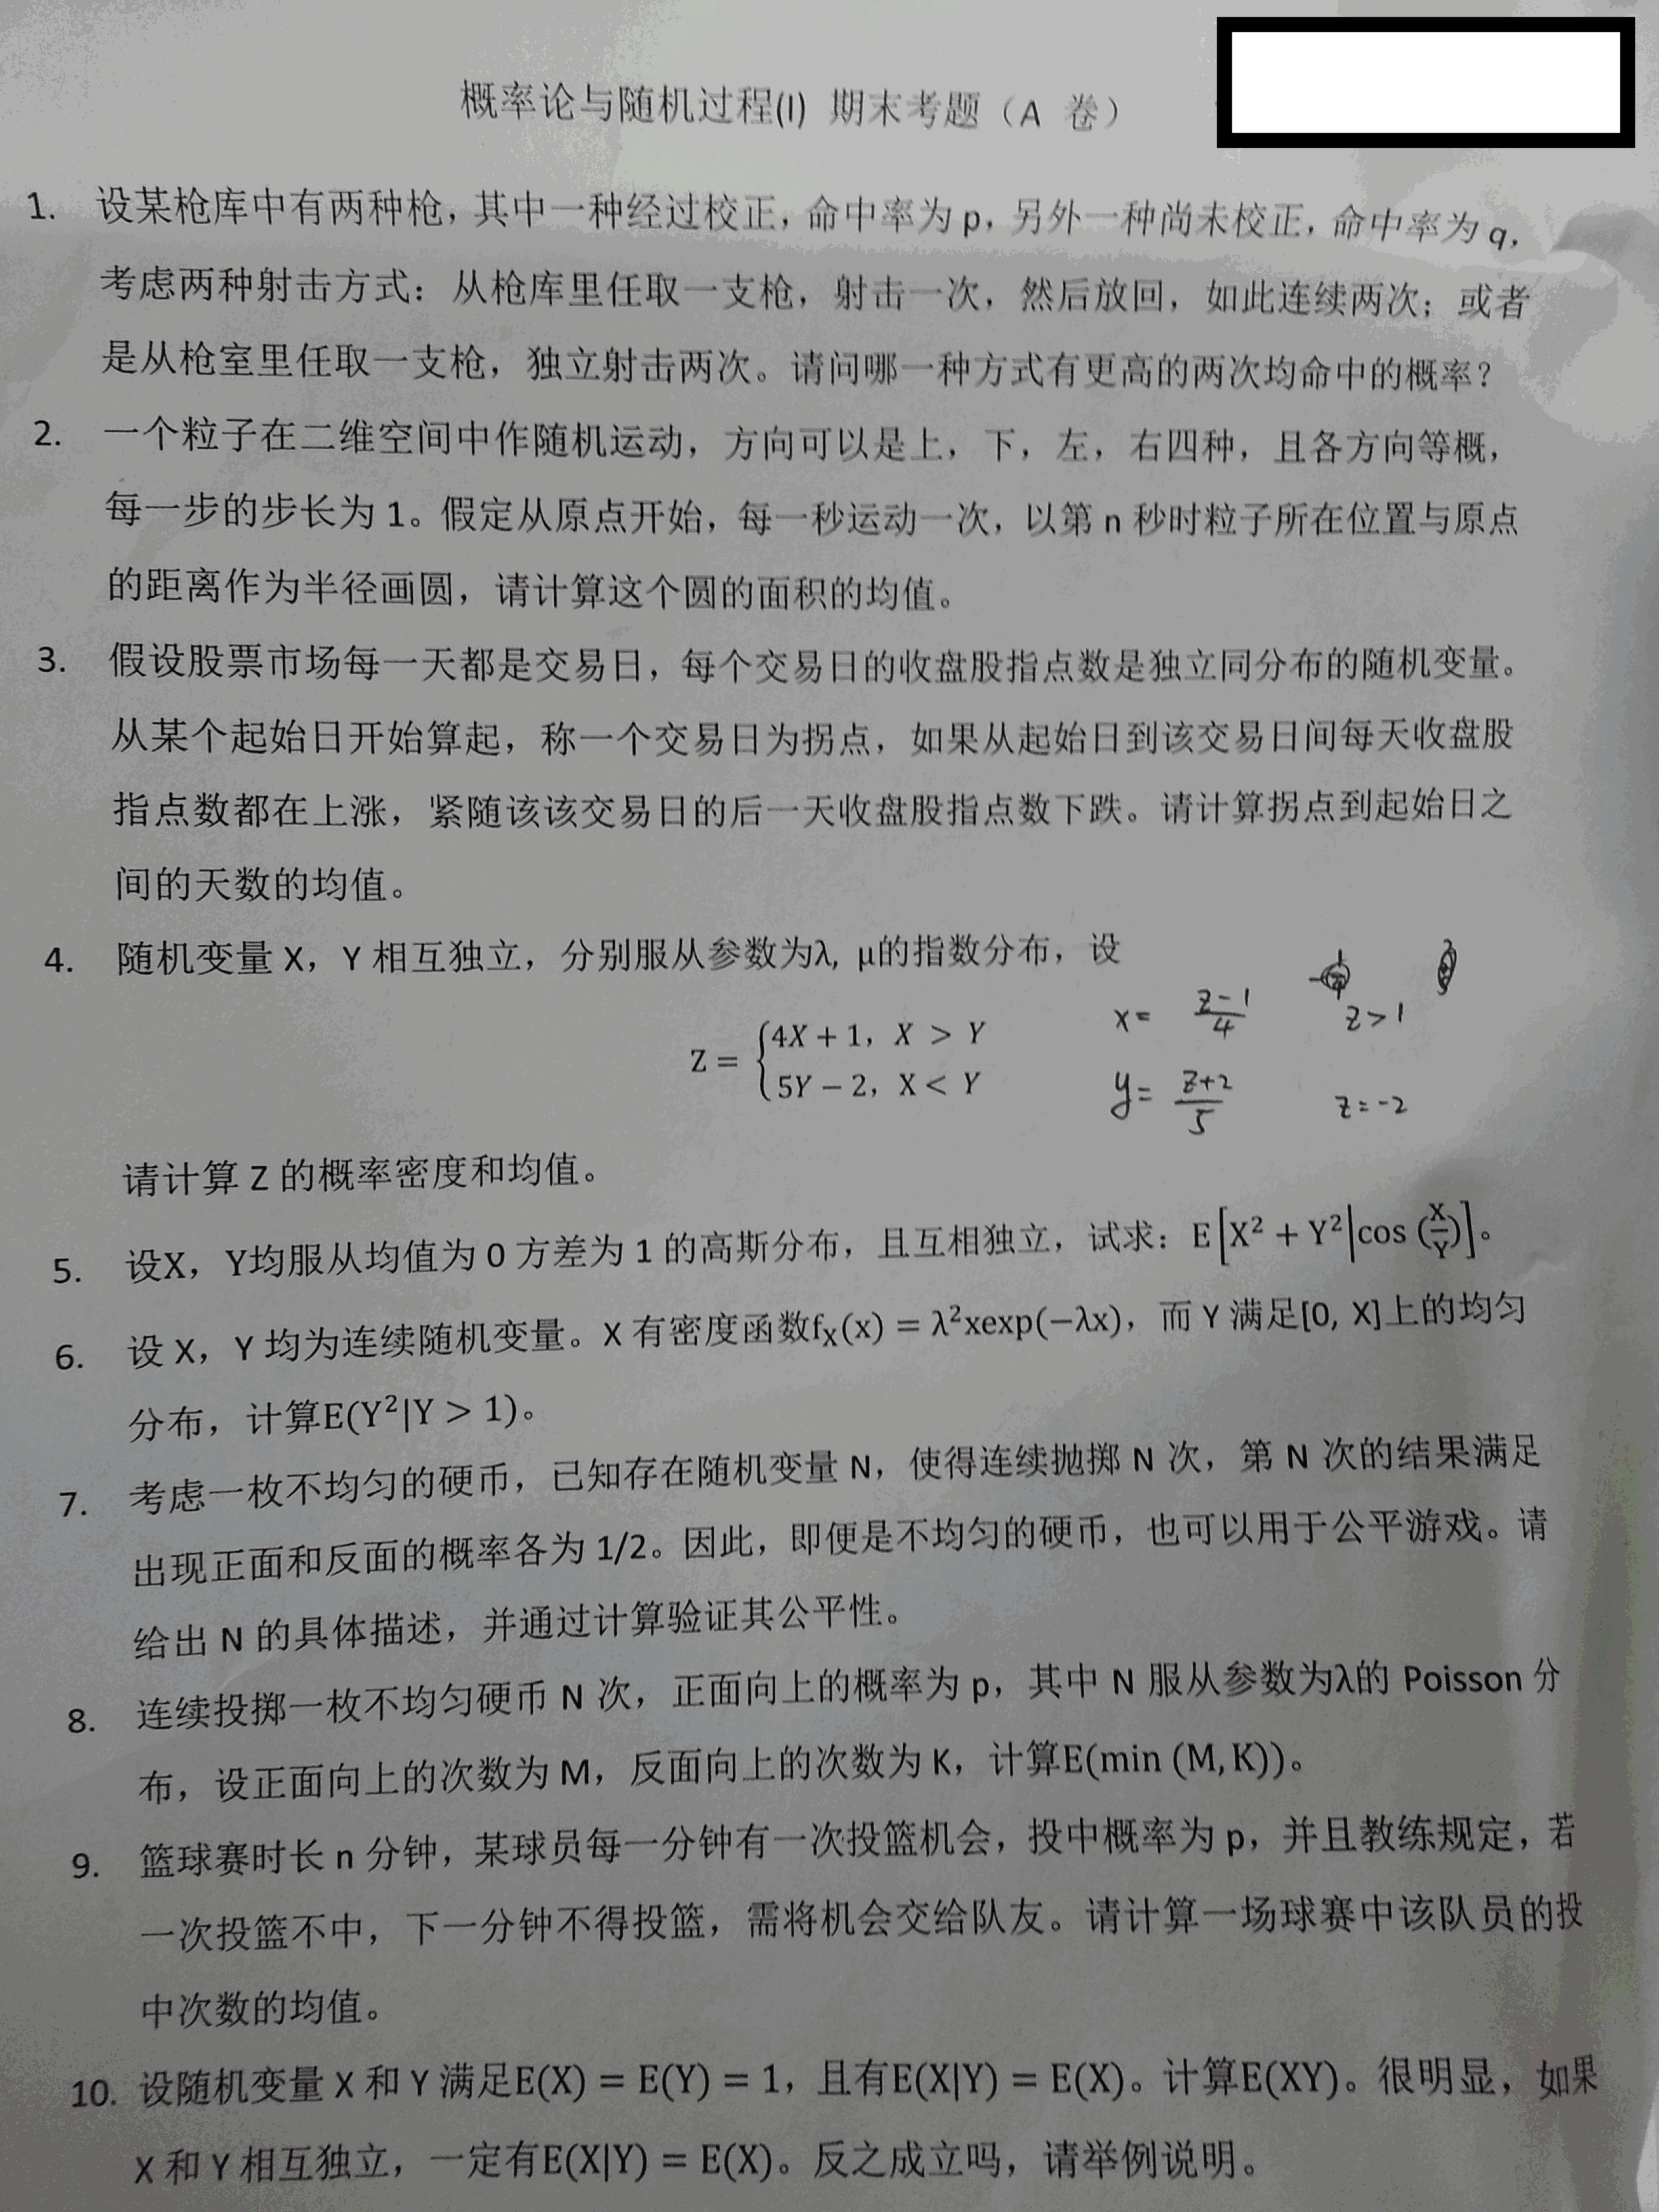 概率论与随机过程(I) 期末考题（A 卷）
1. 设某枪库中有两种枪，其中一种经过校正，命中率为 p，另外一种尚未校正，命中率为 q，
考虑两种射击方式：从枪库里任取一支枪，射击一次，然后放回，如此连续两次；或者
是从枪室里任取一支枪，独立射击两次。请问哪一种方式有更高的两次均命中的概率？
2. 一个粒子在二维空间中作随机运动，方向可以是上，下，左，右四种，且各方向等概，
每一步的步长为 1。假定从原点开始，每一秒运动一次，以第 n 秒时粒子所在位置与原点
的距离作为半径画圆，请计算这个圆的面积的均值。
3. 假设股票市场每一天都是交易日，每个交易日的收盘股指点数是独立同分布的随机变量。
从某个起始日开始算起，称一个交易日为拐点，如果从起始日到该交易日间每天收盘股
指点数都在上涨，紧随该该交易日的后一天收盘股指点数下跌。请计算拐点到起始日之
间的天数的均值。
4. 随机变量 X，Y 相互独立，分别服从参数为λ, μ的指数分布，设
Z = {4X + 1, X > Y
5Y − 2, X < Y
x = (z-1)/4 z>1
y = (z+2)/5 z=-2
请计算 Z 的概率密度和均值。
5. 设X，Y均服从均值为 0 方差为 1 的高斯分布，且互相独立，试求：E[X² + Y²|cos (X/Y)]。
6. 设 X，Y 均为连续随机变量。X 有密度函数fₓ(x) = λ²xexp(−λx)，而 Y 满足[0, X]上的均匀
分布，计算E(Y²|Y > 1)。
7. 考虑一枚不均匀的硬币，已知存在随机变量 N，使得连续抛掷 N 次，第 N 次的结果满足
出现正面和反面的概率各为 1/2。因此，即便是不均匀的硬币，也可以用于公平游戏。请
给出 N 的具体描述，并通过计算验证其公平性。
8. 连续投掷一枚不均匀硬币 N 次，正面向上的概率为 p，其中 N 服从参数为λ的 Poisson 分
布，设正面向上的次数为 M，反面向上的次数为 K，计算E(min (M, K))。
9. 篮球赛时长 n 分钟，某球员每一分钟有一次投篮机会，投中概率为 p，并且教练规定，若
一次投篮不中，下一分钟不得投篮，需将机会交给队友。请计算一场球赛中该队员的投
中次数的均值。
10. 设随机变量 X 和 Y 满足E(X) = E(Y) = 1，且有E(X|Y) = E(X)。计算E(XY)。很明显，如果
X 和 Y 相互独立，一定有E(X|Y) = E(X)。反之成立吗，请举例说明。